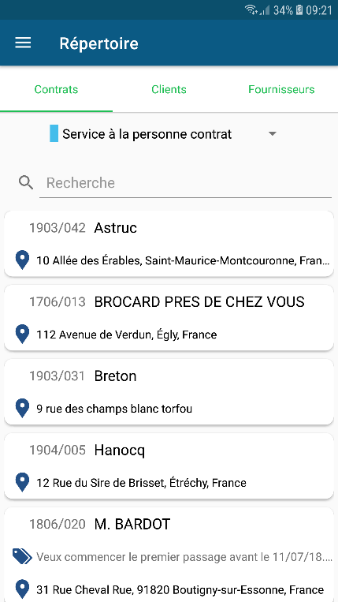 34% 09:21
Répertoire
Contrats Clients Fournisseurs
Service à la personne contrat
Recherche
1903/042 Astruc
10 Allée des Érables, Saint-Maurice-Montcouronne, Fran...
1706/013 BROCARD PRES DE CHEZ VOUS
112 Avenue de Verdun, Égly, France
1903/031 Breton
9 rue des champs blanc torfou
1904/005 Hanocq
12 Rue du Sire de Brisset, Étréchy, France
1806/020 M. BARDOT
Veux commencer le premier passage avant le 11/07/18....
31 Rue Cheval Rue, 91820 Boutigny-sur-Essonne, France